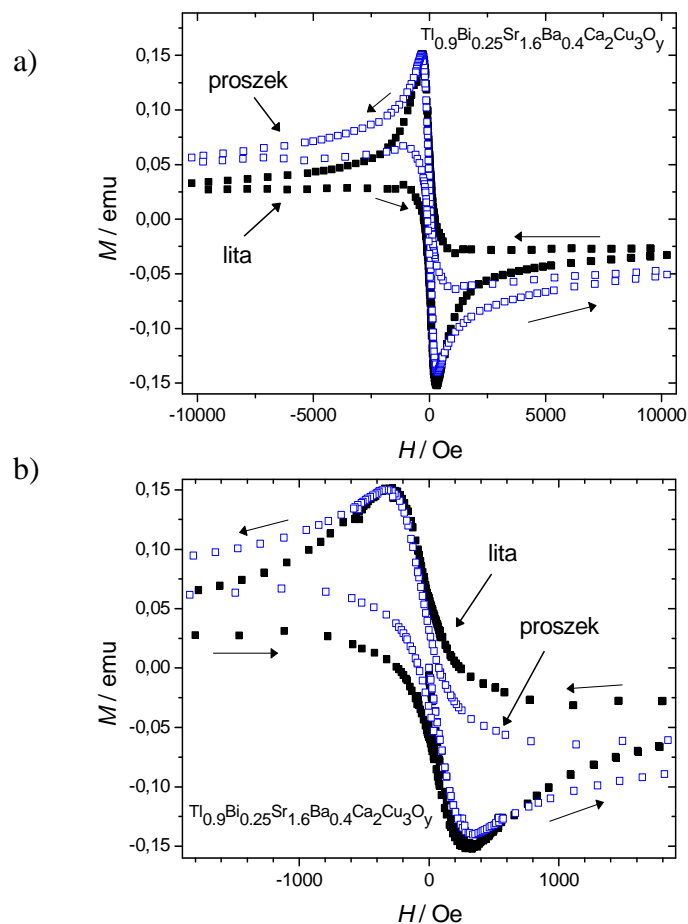 a)
Tl0.9Bi0.25Sr1.6Ba0.4Ca2Cu3Oy
proszek
lita
M / emu
0,15
0,10
0,05
0,00
-0,05
-0,10
-0,15
-10000 -5000 0 5000 10000
H / Oe
b)
lita
proszek
M / emu
0,15
0,10
0,05
0,00
-0,05
-0,10
-0,15
Tl0.9Bi0.25Sr1.6Ba0.4Ca2Cu3Oy
-1000 0 1000
H / Oe